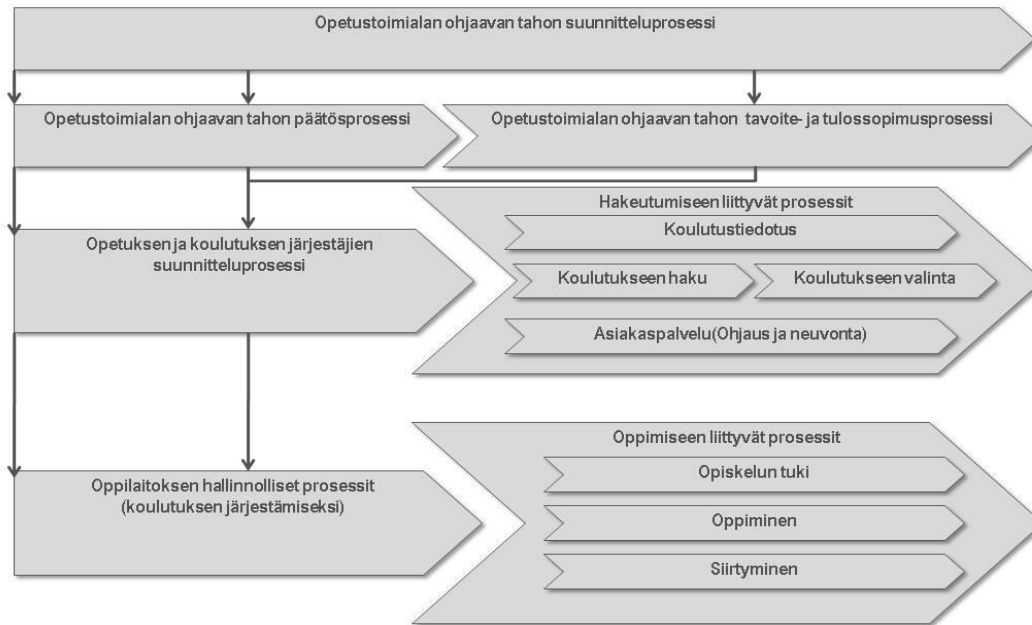 Opetustoimialan ohjaavan tahon suunnitteluprosessi
Opetustoimialan ohjaavan tahon päätösprosessi
Opetustoimialan ohjaavan tahon tavoite- ja tulossopimusprosessi
Opetuksen ja koulutuksen järjestäjien
suunnitteluprosessi
Hakeutumiseen liittyvät prosessit
Koulutustiedotus
Koulutukseen haku
Koulutukseen valinta
Asiakaspalvelu(Ohjaus ja neuvonta)
Oppilaitoksen hallinnolliset prosessit
(koulutuksen järjestämiseksi)
Oppimiseen liittyvät prosessit
Opiskelun tuki
Oppiminen
Siirtyminen